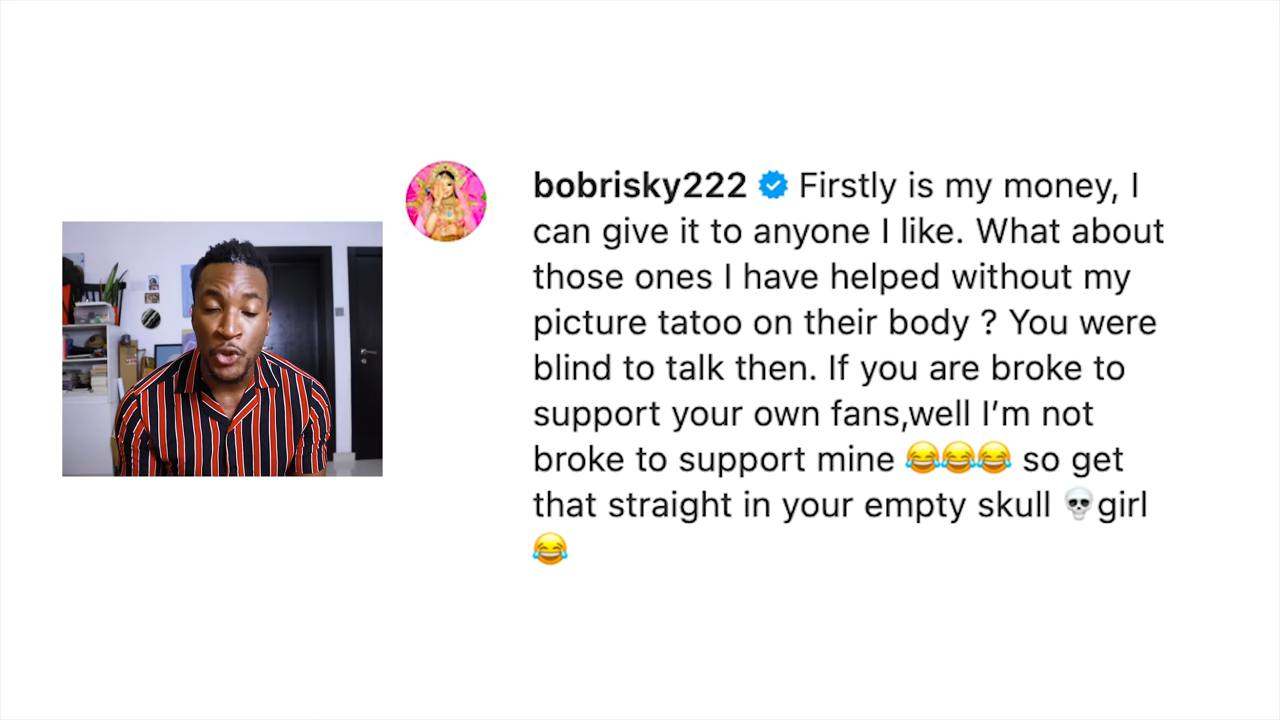 bobrisky222 Firstly is my money, I
can give it to anyone I like. What about
those ones I have helped without my
picture tatoo on their body ? You were
blind to talk then. If you are broke to
support your own fans,well I’m not
broke to support mine 😂😂😂 so get
that straight in your empty skull 💀girl
😂